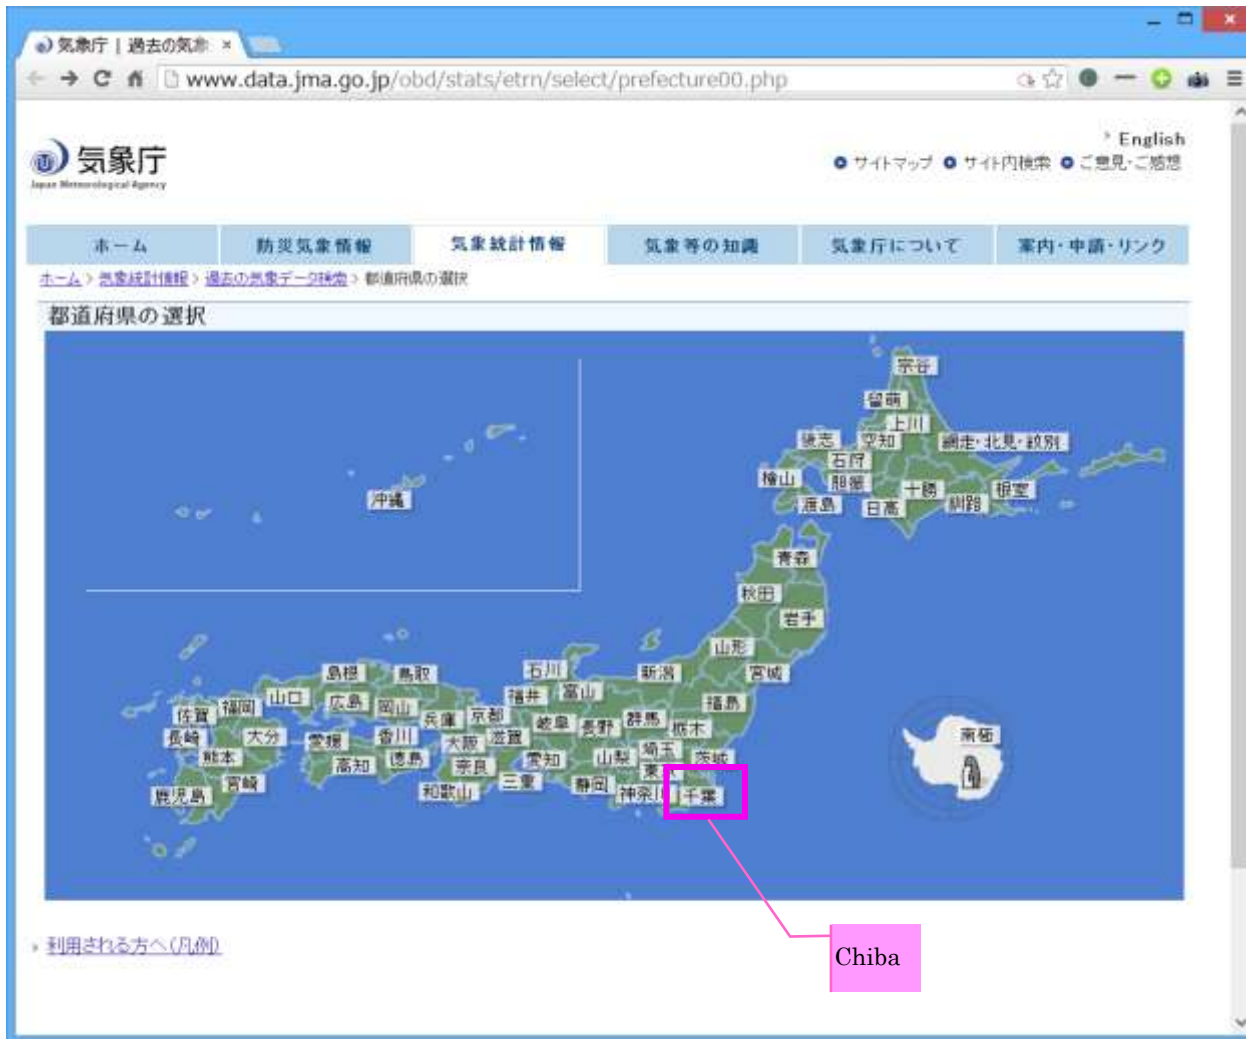 気象庁 | 過去の気象
www.data.jma.go.jp/obd/stats/etrn/select/prefecture00.php
気象庁
Japan Meteorological Agency
English
サイトマップ サイト内検索 ご意見・ご感想
ホーム 防災気象情報 気象統計情報 気象等の知識 気象庁について 案内・申請・リンク
ホーム > 気象統計情報 > 過去の気象データ検索 > 都道府県の選択
都道府県の選択
宗谷
留萌
上川
後志 空知 網走・北見・紋別
石狩
檜山 胆振 十勝 根室
渡島 日高 釧路
沖縄
青森
秋田
岩手
山形
島根 鳥取 石川 新潟 宮城
福井 富山
佐賀 福岡 山口 広島 岡山 福島
兵庫 京都 岐阜 長野 群馬 栃木
長崎 大分 愛媛 香川 大阪 滋賀 南極
熊本 高知 徳島 奈良 愛知 山梨 埼玉 茨城
東京
鹿児島 宮崎 和歌山 三重 静岡 神奈川 千葉
Chiba
利用される方へ(凡例)